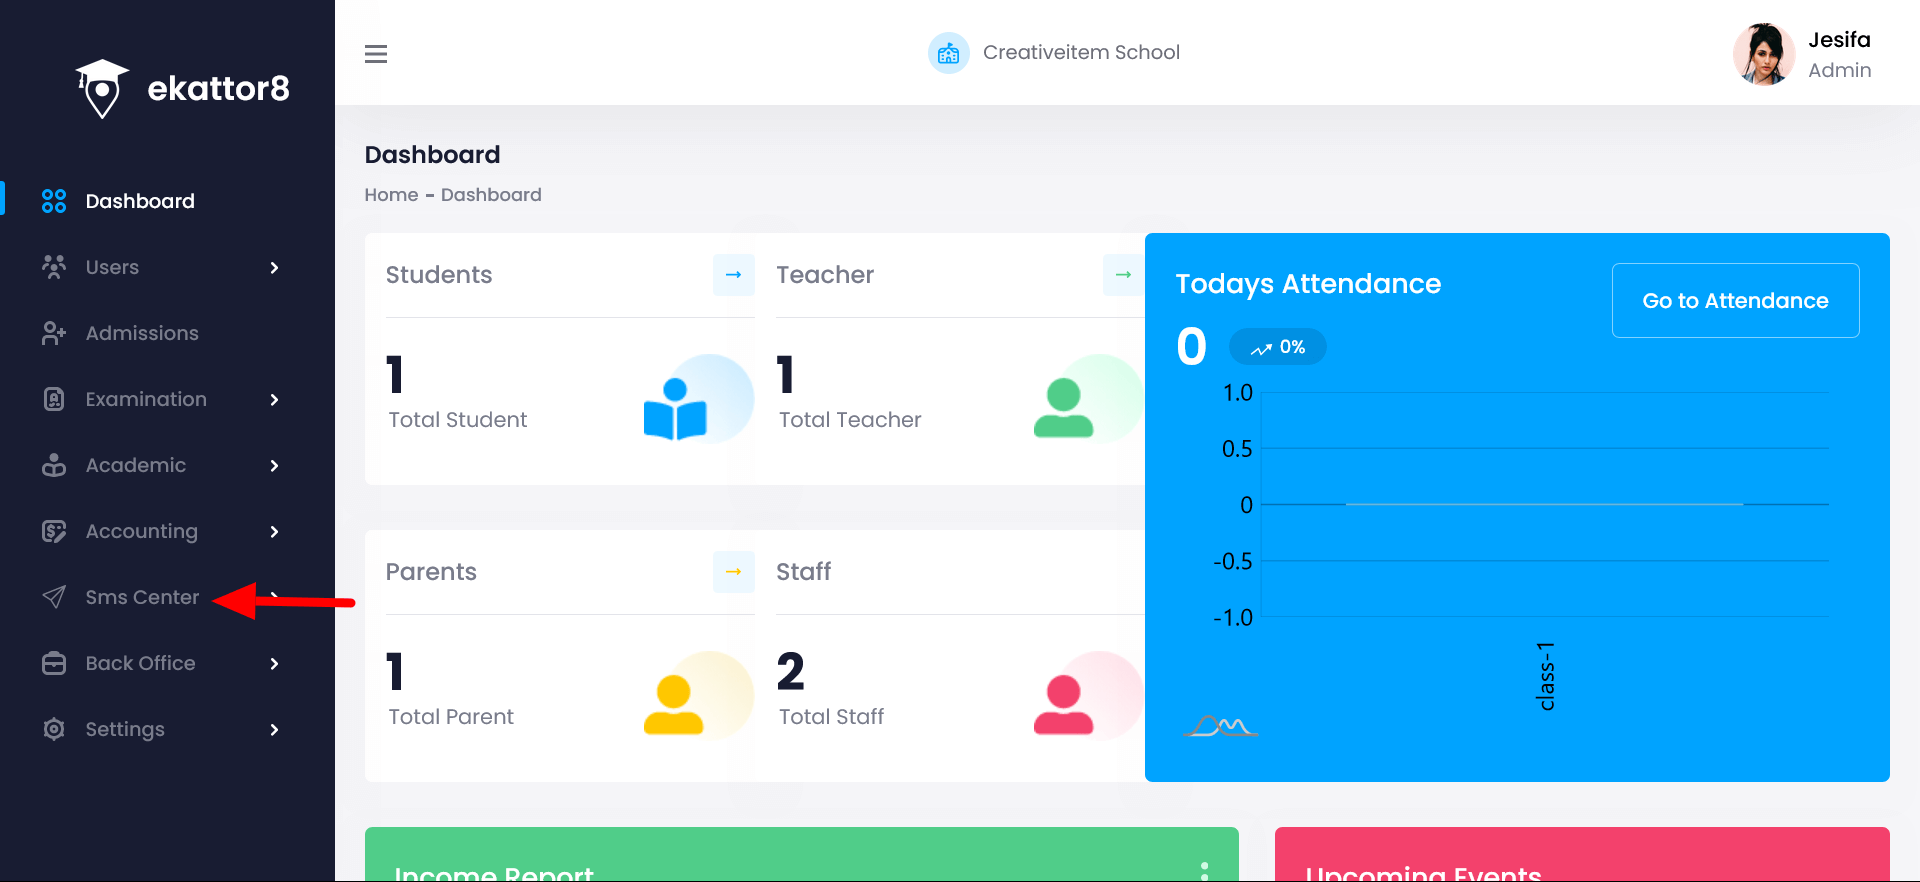 ekattor8
Dashboard
Users
Admissions
Examination
Academic
Accounting
Sms Center
Back Office
Settings
Creativeitem School
Jesifa
Admin
Dashboard
Home - Dashboard
Students
1
Total Student
Teacher
1
Total Teacher
Parents
1
Total Parent
Staff
2
Total Staff
Todays Attendance
Go to Attendance
0
0%
1.0
0.5
0
-0.5
-1.0
class-1
Income Report
Upcoming Events